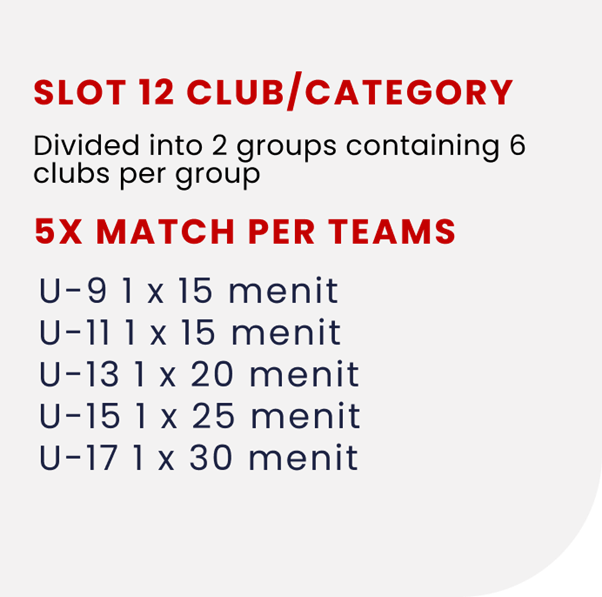 SLOT 12 CLUB/CATEGORY
Divided into 2 groups containing 6
clubs per group
5X MATCH PER TEAMS
U-9 1 x 15 menit
U-11 1 x 15 menit
U-13 1 x 20 menit
U-15 1 x 25 menit
U-17 1 x 30 menit